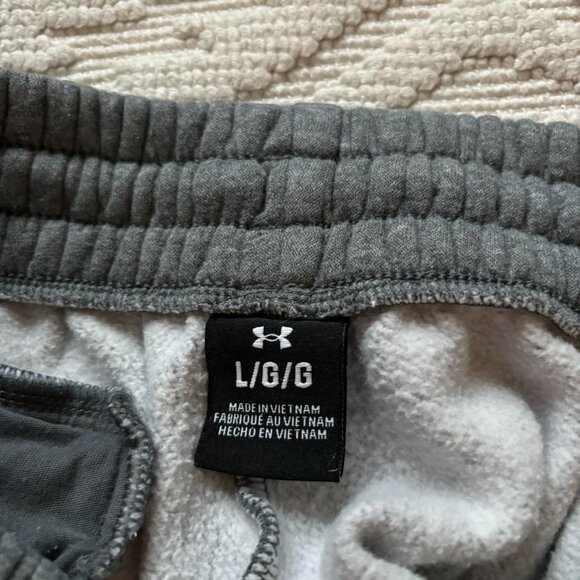 L/G/G
MADE IN VIETNAM
FABRIQUÉ AU VIETNAM
HECHO EN VIETNAM